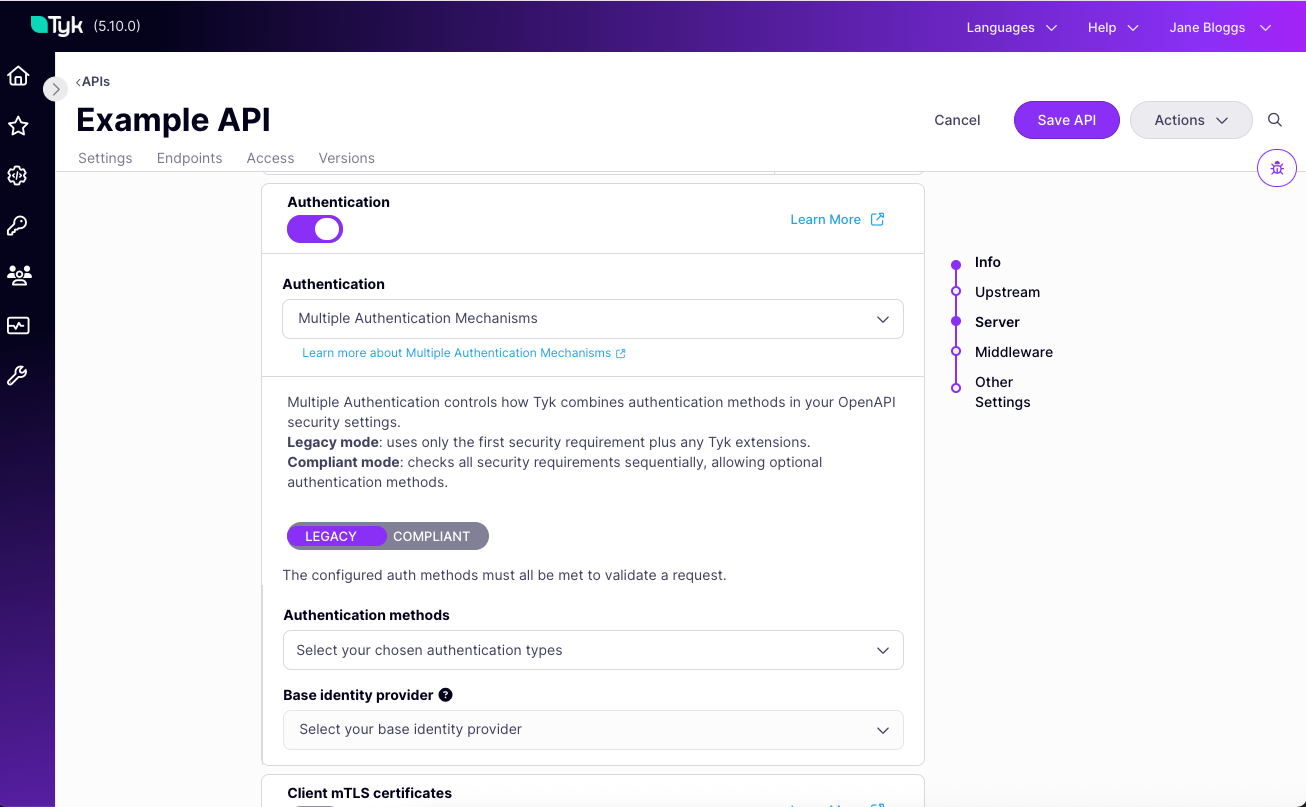 Tyk (5.10.0)
Languages
Help
Jane Bloggs
APIs
Example API
Cancel
Save API
Actions
Settings
Endpoints
Access
Versions
Authentication
Learn More
Authentication
Multiple Authentication Mechanisms
Learn more about Multiple Authentication Mechanisms
Multiple Authentication controls how Tyk combines authentication methods in your OpenAPI
security settings.
Legacy mode: uses only the first security requirement plus any Tyk extensions.
Compliant mode: checks all security requirements sequentially, allowing optional
authentication methods.
LEGACY
COMPLIANT
The configured auth methods must all be met to validate a request.
Authentication methods
Select your chosen authentication types
Base identity provider ?
Select your base identity provider
Client mTLS certificates
Info
Upstream
Server
Middleware
Other
Settings